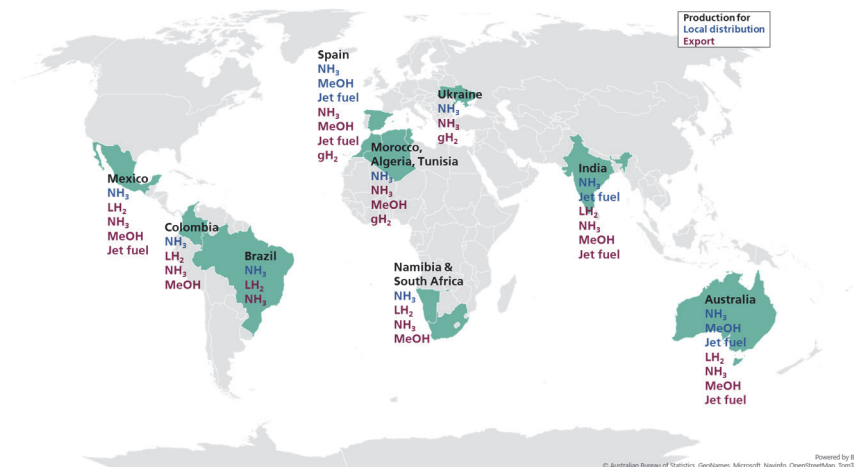 Production for
Local distribution
Export
Spain
NH₃
MeOH
Jet fuel
NH₃
MeOH
Jet fuel
gH₂
Ukraine
NH₃
NH₃
gH₂
Morocco,
Algeria, Tunisia
NH₃
NH₃
MeOH
gH₂
Mexico
NH₃
LH₂
NH₃
MeOH
Jet fuel
Colombia
NH₃
LH₂
NH₃
MeOH
Brazil
NH₃
LH₂
NH₃
Namibia &
South Africa
NH₃
LH₂
NH₃
MeOH
India
NH₃
Jet fuel
LH₂
NH₃
MeOH
Jet fuel
Australia
NH₃
MeOH
Jet fuel
LH₂
NH₃
MeOH
Jet fuel
Powered by B
© Australian Bureau of Statistics, GeoNames, Microsoft, Navinfo, OpenStreetMap, TomT